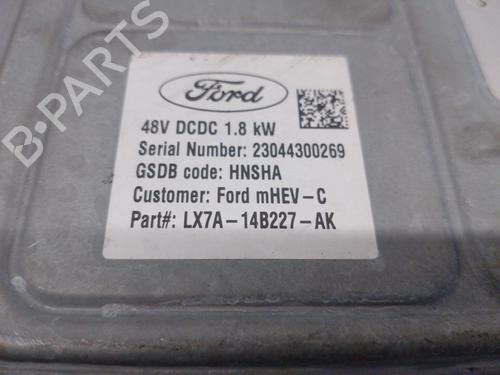 B-PARTS
Ford
48V DCDC 1.8 kW
Serial Number: 23044300269
GSDB code: HNSHA
Customer: Ford mHEV-C
Part#: LX7A-14B227-AK